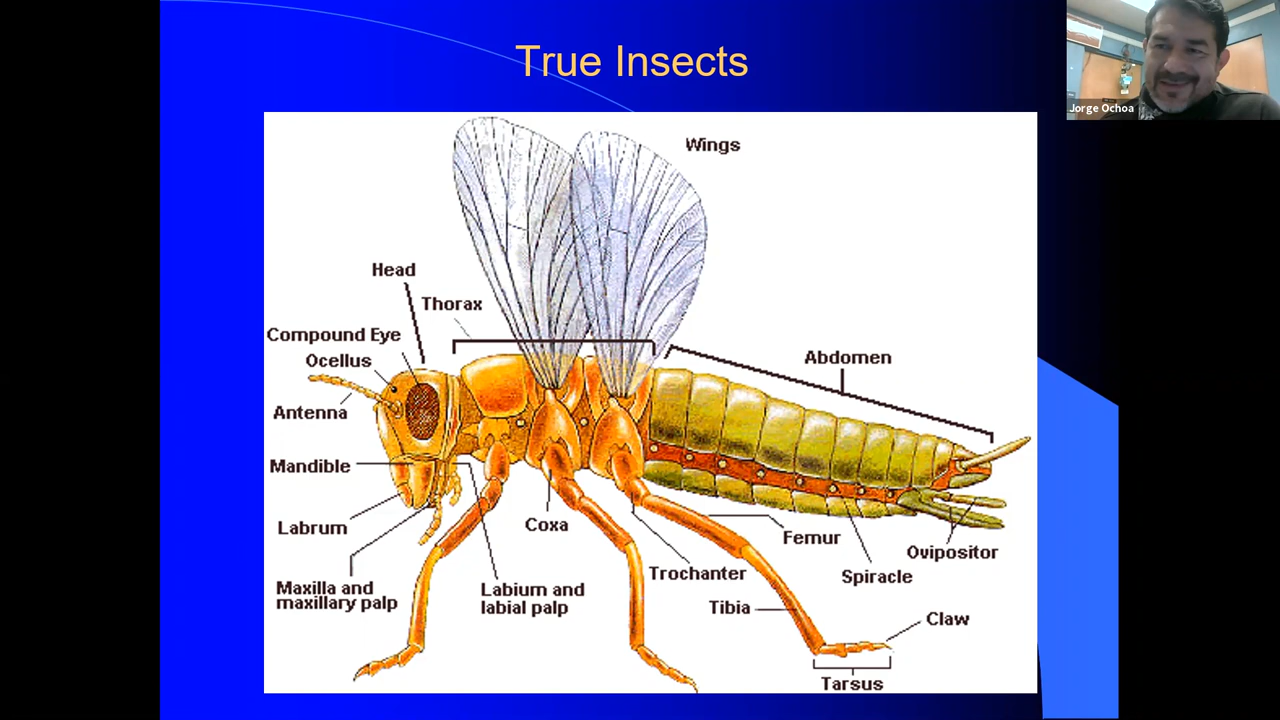 True Insects
Jorge Ochoa
Wings
Head
Thorax
Compound Eye
Ocellus
Abdomen
Antenna
Mandible
Labrum
Coxa
Femur
Ovipositor
Trochanter
Spiracle
Maxilla and
maxillary palp
Labium and
labial palp
Tibia
Claw
Tarsus